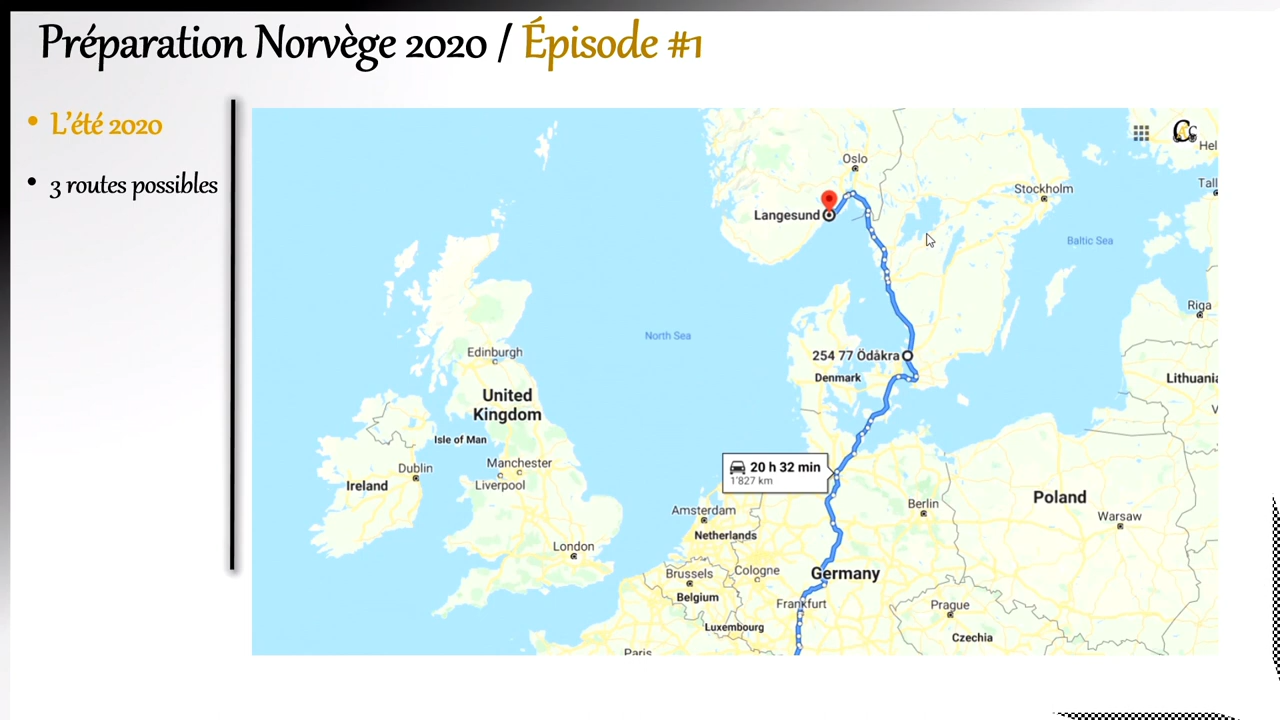 Préparation Norvège 2020 / Épisode #1
• L'été 2020
• 3 routes possibles
Hel
Oslo
Stockholm
Tall
Langesund
Baltic Sea
Riga
North Sea
Edinburgh
254 77 Ödåkra
Denmark
Lithuania
United
Kingdom
Isle of Man
V
Dublin
Manchester
Liverpool
Ireland
20 h 32 min
1'827 km
Poland
Berlin
Warsaw
Amsterdam
Netherlands
London
Brussels
Cologne
Germany
Belgium
Frankfurt
Prague
Luxembourg
Czechia
Paris